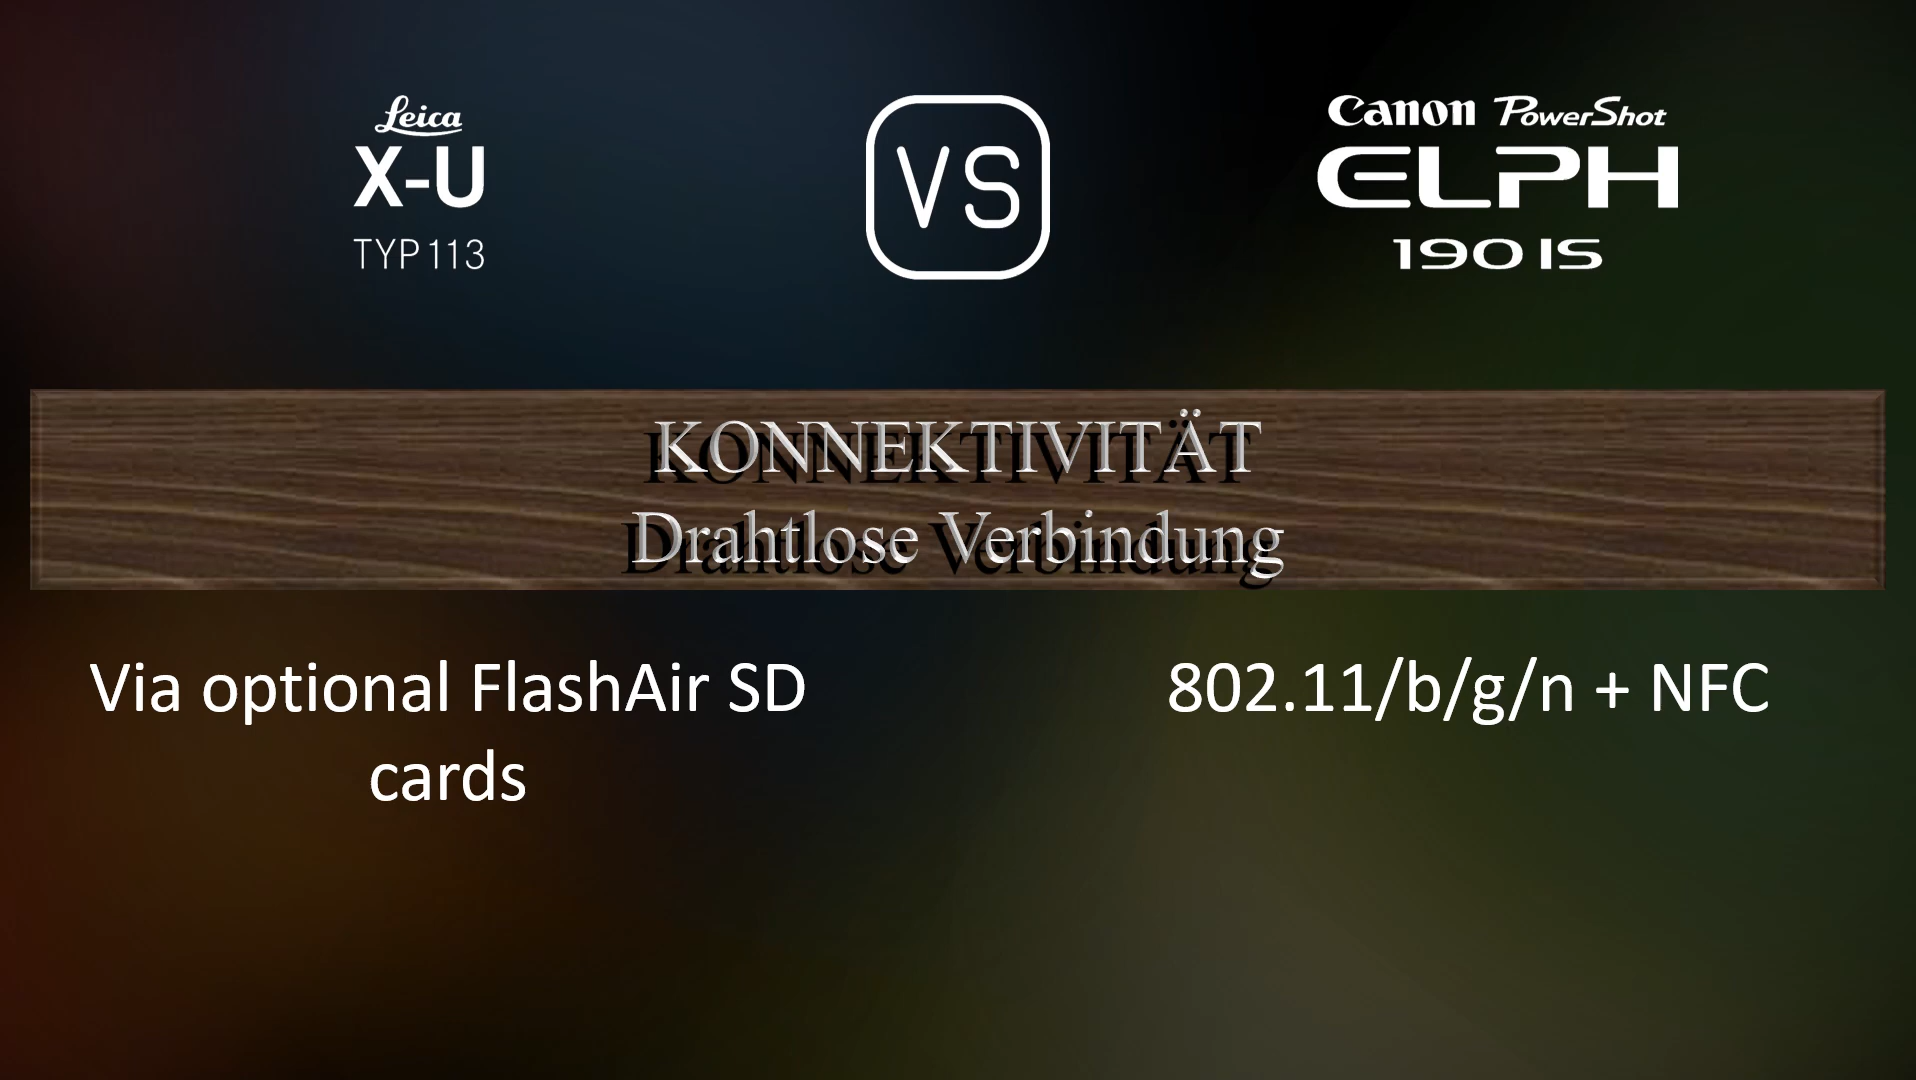 Leica
X-U
TYP 113
VS
Canon PowerShot
ELPH
190 IS
KONNEKTIVITÄT
Drahtlose Verbindung
Via optional FlashAir SD
cards
802.11/b/g/n + NFC